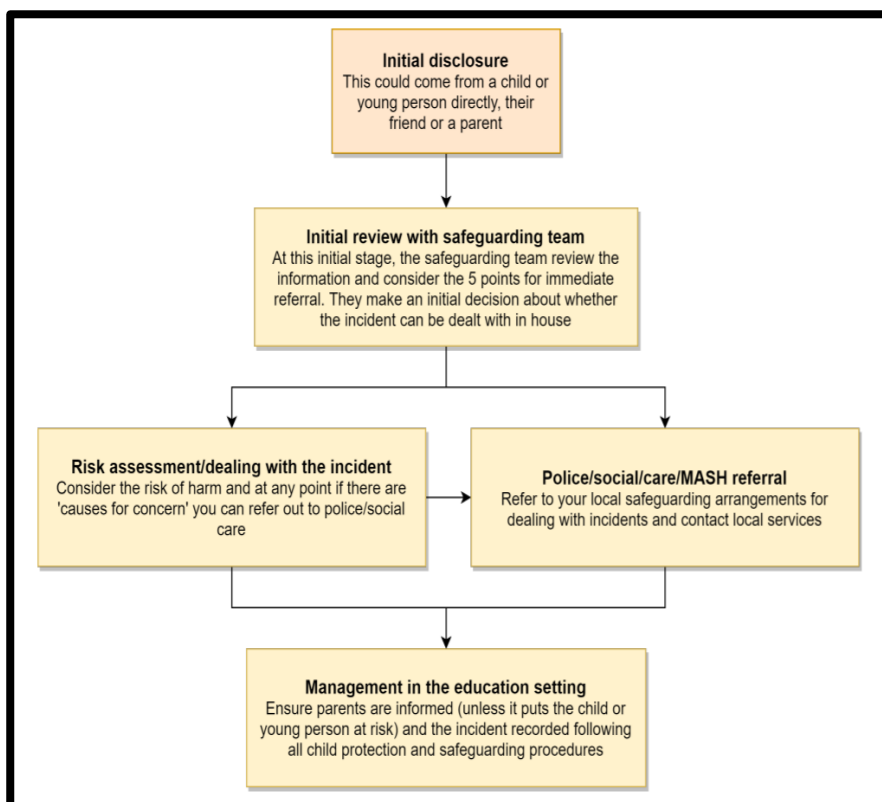 Initial disclosure
This could come from a child or
young person directly, their
friend or a parent
Initial review with safeguarding team
At this initial stage, the safeguarding team review the
information and consider the 5 points for immediate
referral. They make an initial decision about whether
the incident can be dealt with in house
Risk assessment/dealing with the incident
Consider the risk of harm and at any point if there are
'causes for concern' you can refer out to police/social
care
Police/social/care/MASH referral
Refer to your local safeguarding arrangements for
dealing with incidents and contact local services
Management in the education setting
Ensure parents are informed (unless it puts the child or
young person at risk) and the incident recorded following
all child protection and safeguarding procedures